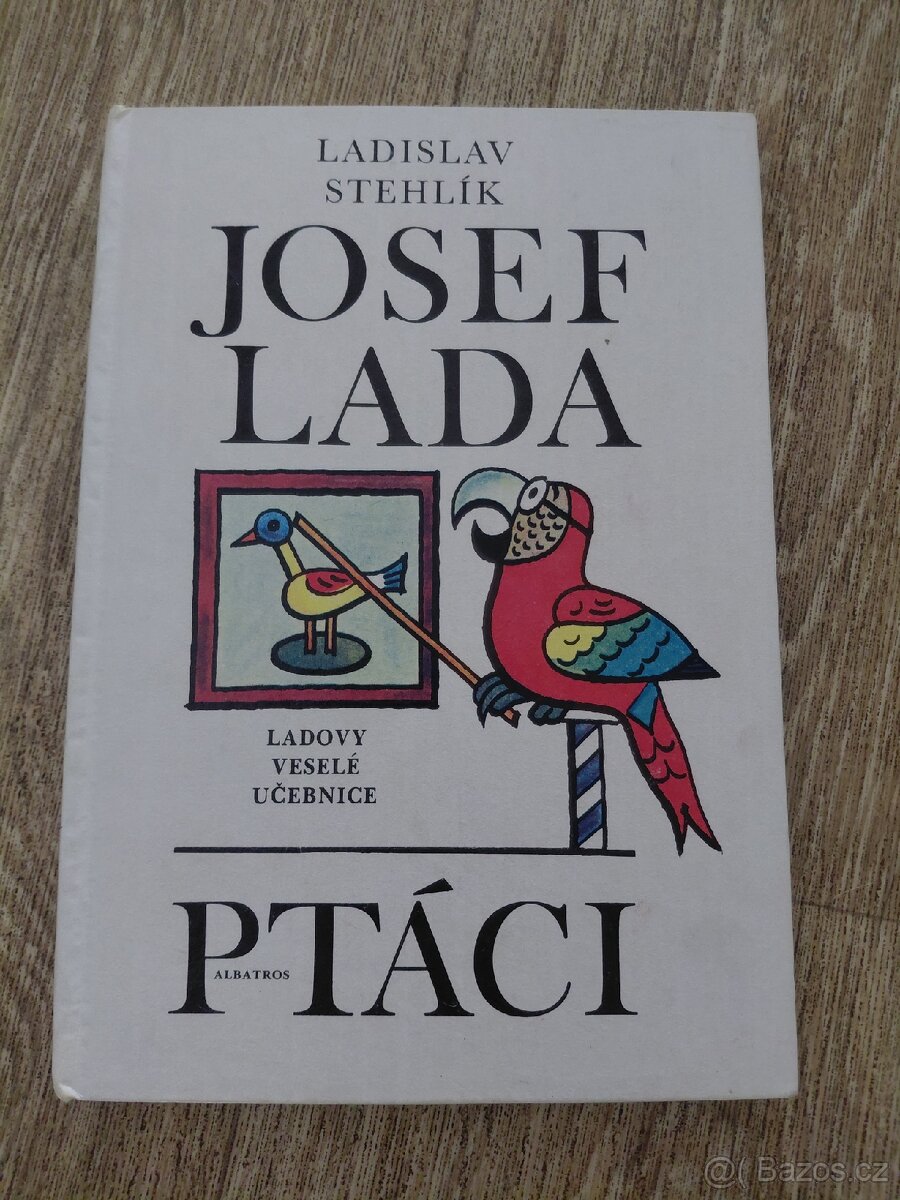 LADISLAV
STEHLÍK
JOSEF
LADA
LADOVY
VESELÉ
UČEBNICE
PTÁCI
ALBATROS
@( Bazos.cz